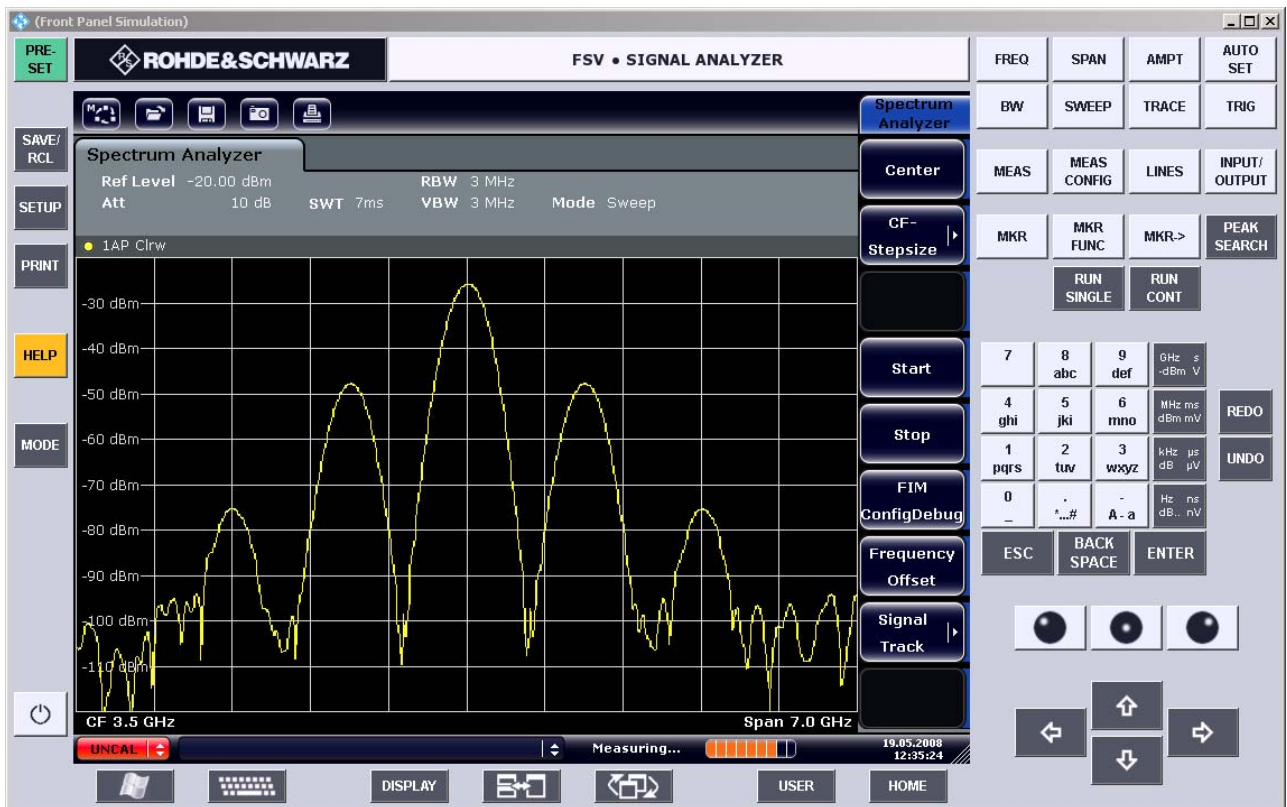 (Front Panel Simulation)
PRE-
SET
ROHDE&SCHWARZ
FSV • SIGNAL ANALYZER
FREQ
SPAN
AMPT
AUTO
SET
BW
SWEEP
TRACE
TRIG
SAVE/
RCL
SETUP
PRINT
HELP
MODE
Spectrum Analyzer
Ref Level -20.00 dBm
RBW 3 MHz
Att 10 dB SWT 7ms VBW 3 MHz Mode Sweep
1AP Clrw
-30 dBm
-40 dBm
-50 dBm
-60 dBm
-70 dBm
-80 dBm
-90 dBm
-100 dBm
-110 dBm
CF 3.5 GHz
Span 7.0 GHz
UNCAL
Measuring...
19.05.2008
12:35:24
Spectrum
Analyzer
Center
CF-
Stepsize
Start
Stop
FIM
ConfigDebug
Frequency
Offset
Signal
Track
MEAS
MEAS
CONFIG
LINES
INPUT/
OUTPUT
MKR
MKR
FUNC
MKR->
PEAK
SEARCH
RUN
SINGLE
RUN
CONT
7
8
abc
9
def
GHz s
-dBm V
4
ghi
5
jkl
6
mno
MHz ms
dBm mV
REDO
1
pqrs
2
tuv
3
wxyz
kHz µs
dB µV
UNDO
0
_
.
*...#
-
A - a
Hz ns
dB.. nV
ESC
BACK
SPACE
ENTER
DISPLAY
USER
HOME